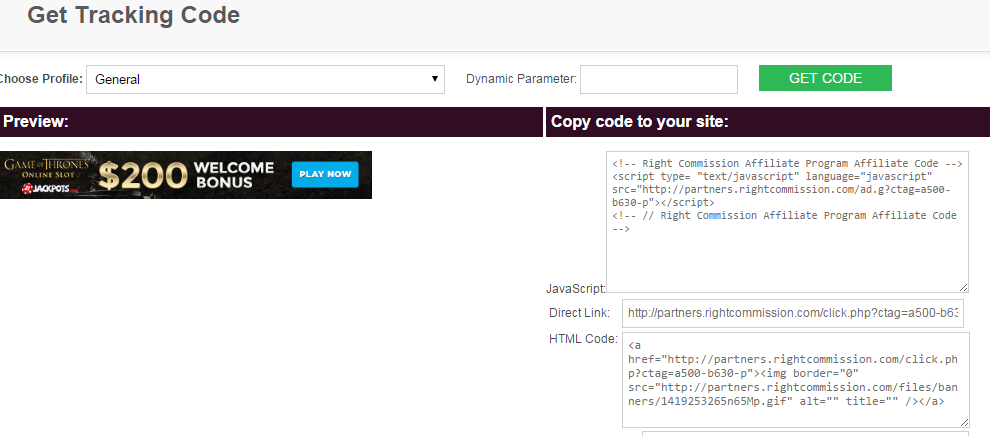 Get Tracking Code
Choose Profile: General Dynamic Parameter: GET CODE
Preview: Copy code to your site:
GAME OF THRONES
ONLINE SLOT
JACKPOTS
$200 WELCOME
BONUS
PLAY NOW
<!-- Right Commission Affiliate Program Affiliate Code -->
<script type= "text/javascript" language="javascript"
src="http://partners.rightcommission.com/ad.g?ctag=a500-
b630-p"></script>
<!-- // Right Commission Affiliate Program Affiliate Code
-->
JavaScript:
Direct Link: http://partners.rightcommission.com/click.php?ctag=a500-b63
HTML Code:
<a
href="http://partners.rightcommission.com/click.ph
p?ctag=a500-b630-p"><img border="0"
src="http://partners.rightcommission.com/files/ban
ners/1419253265n65Mp.gif" alt="" title="" /></a>